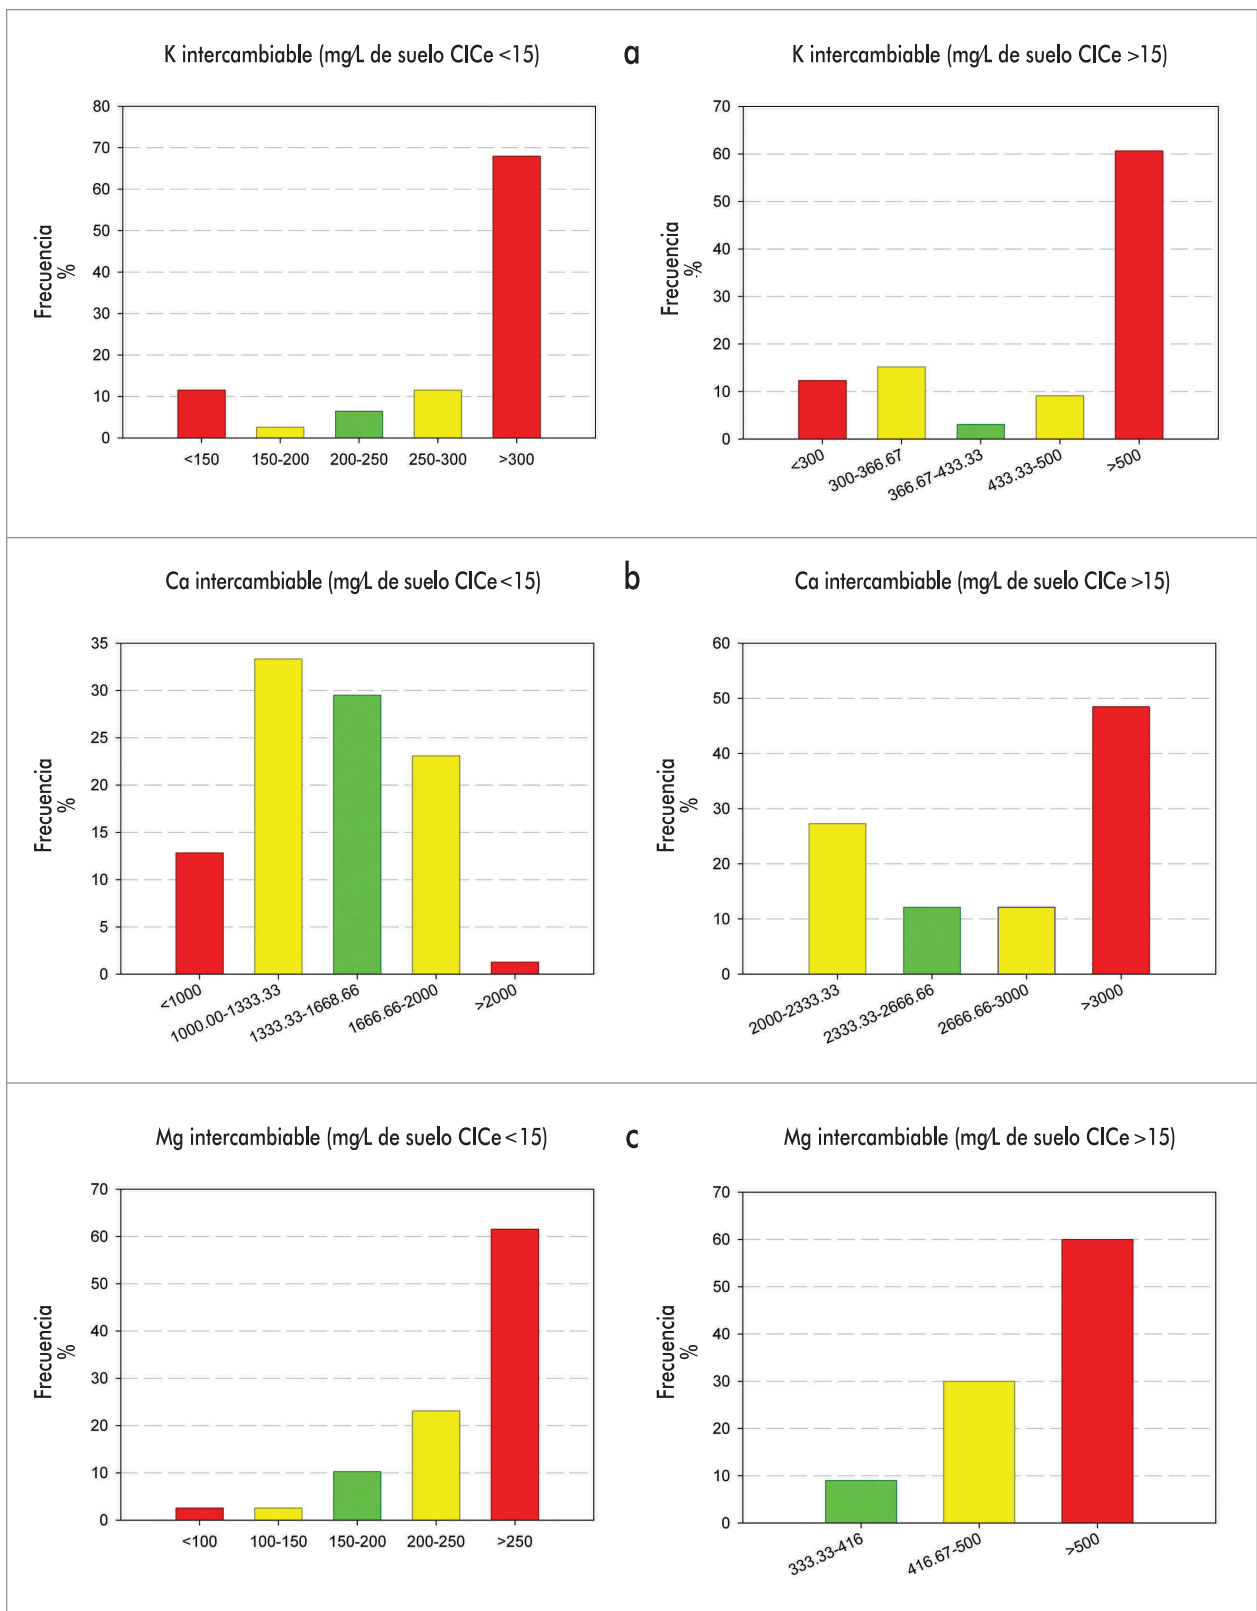 K intercambiable (mg/L de suelo CICe <15)
a
K intercambiable (mg/L de suelo CICe >15)
Frecuencia
%
80
70
60
50
40
30
20
10
0
<150 150-200 200-250 250-300 >300
Frecuencia
%
70
60
50
40
30
20
10
0
<300 300-366.67 366.67-433.33 433.33-500 >500
Ca intercambiable (mg/L de suelo CICe <15)
b
Ca intercambiable (mg/L de suelo CICe >15)
Frecuencia
%
35
30
25
20
15
10
5
0
<1000 1000.00-1333.33 1333.33-1668.66 1666.66-2000 >2000
Frecuencia
%
60
50
40
30
20
10
0
2000-2333.33 2333.33-2666.66 2666.66-3000 >3000
Mg intercambiable (mg/L de suelo CICe <15)
c
Mg intercambiable (mg/L de suelo CICe >15)
Frecuencia
%
70
60
50
40
30
20
10
0
<100 100-150 150-200 200-250 >250
Frecuencia
%
70
60
50
40
30
20
10
0
333.33-416 416.67-500 >500